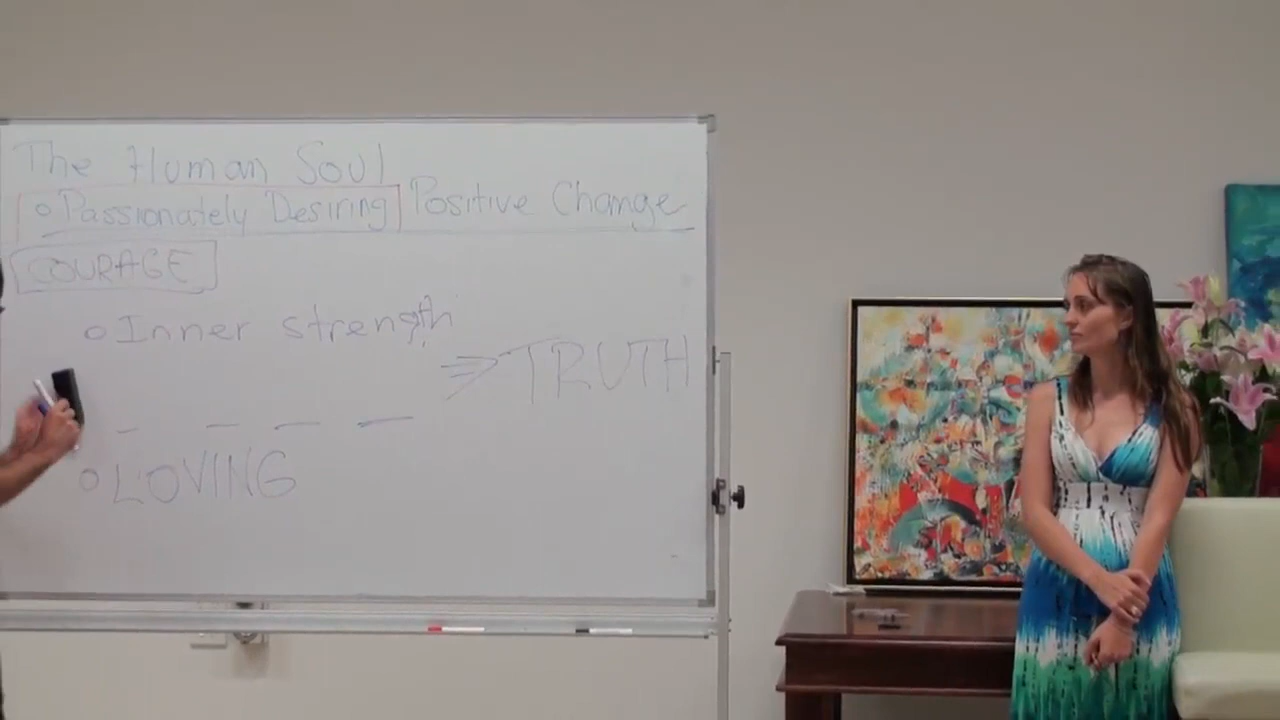 The Human Soul
o Passionately Desiring Positive Change
COURAGE
o Inner strength
⇒ TRUTH
_ _ _ _
o LOVING